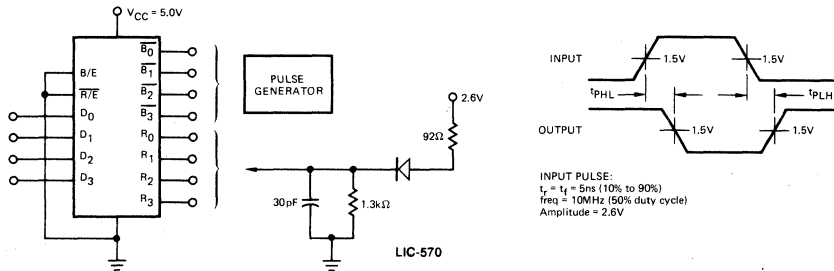 VCC = 5.0V
B/E
R/E
D0
D1
D2
D3
B0
B1
B2
B3
R0
R1
R2
R3
PULSE
GENERATOR
2.6V
92Ω
30pF
1.3kΩ
LIC-570
INPUT
1.5V
1.5V
tPHL
tPLH
OUTPUT
1.5V
1.5V
INPUT PULSE:
tr = tf = 5ns (10% to 90%)
freq = 10MHz (50% duty cycle)
Amplitude = 2.6V